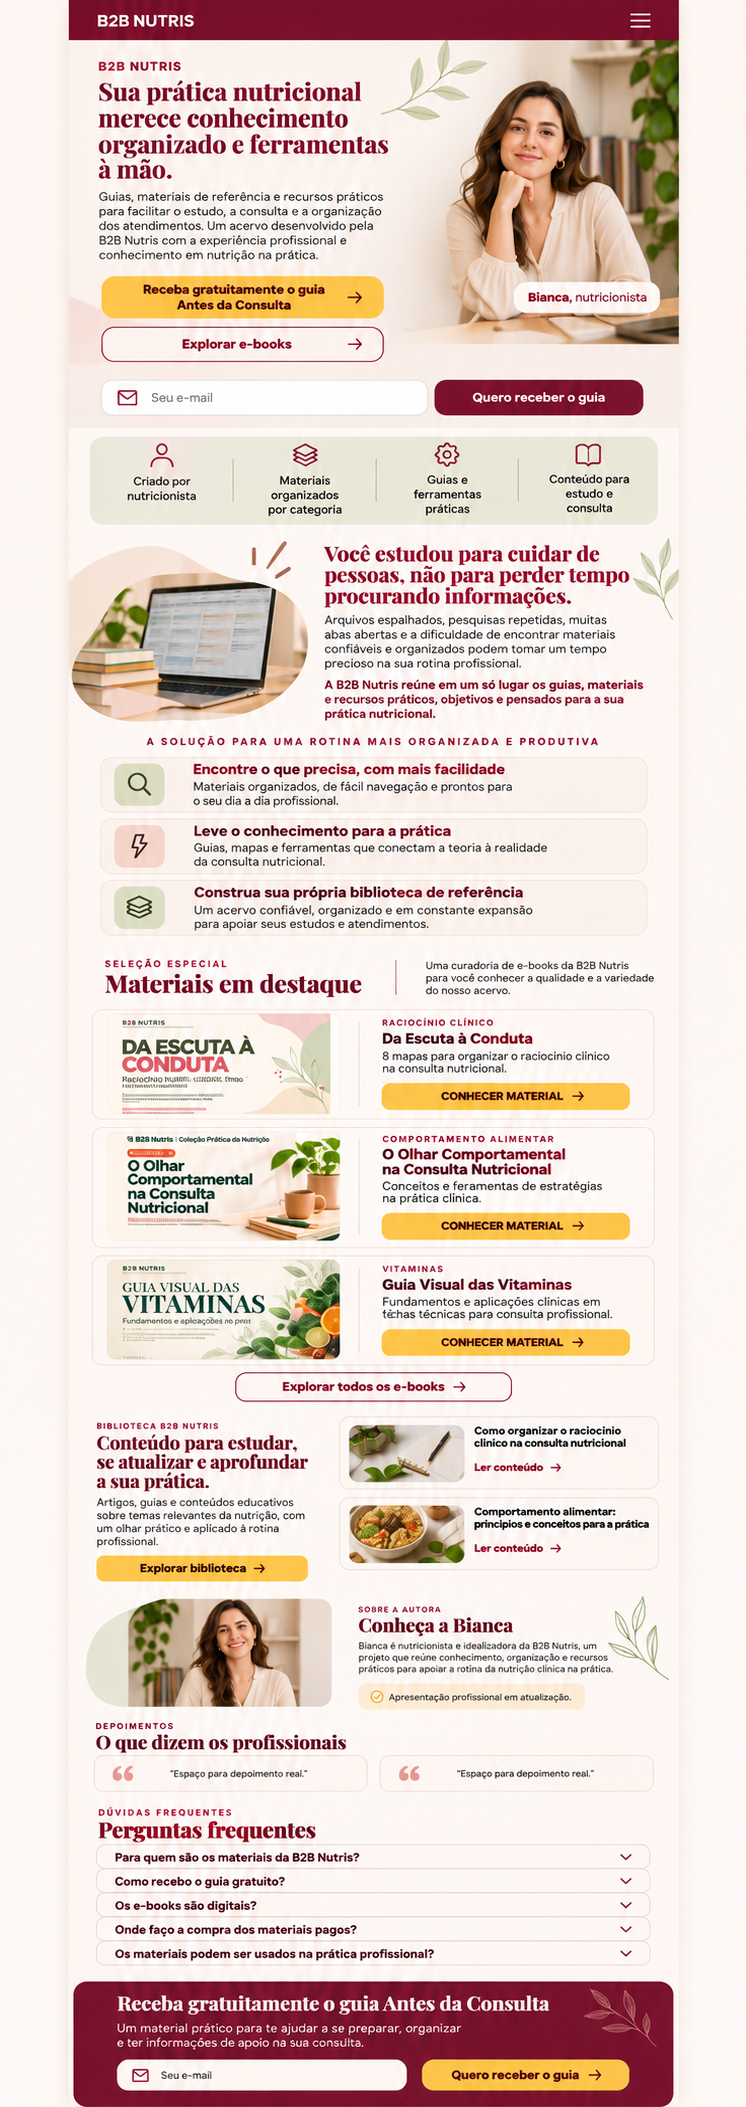 B2B NUTRIS
B2B NUTRIS
Sua prática nutricional
merece conhecimento
organizado e ferramentas
à mão.
Guias, materiais de referência e recursos práticos
para facilitar o estudo, a consulta e a organização
dos atendimentos. Um acervo desenvolvido pela
B2B Nutris com a experiência profissional e
conhecimento em nutrição na prática.
Receba gratuitamente o guia
Antes da Consulta
Explorar e-books
Bianca, nutricionista
Seu e-mail
Quero receber o guia
Criado por
nutricionista
Materiais
organizados
por categoria
Guias e
ferramentas
práticas
Conteúdo para
estudo e
consulta
Você estudou para cuidar de
pessoas, não para perder tempo
procurando informações.
Arquivos espalhados, pesquisas repetidas, muitas
abas abertas e a dificuldade de encontrar materiais
confiáveis e organizados podem tomar um tempo
precioso na sua rotina profissional.
A B2B Nutris reúne em um só lugar os guias, materiais
e recursos práticos, objetivos e pensados para a sua
prática nutricional.
A SOLUÇÃO PARA UMA ROTINA MAIS ORGANIZADA E PRODUTIVA
Encontre o que precisa, com mais facilidade
Materiais organizados, de fácil navegação e prontos para
o seu dia a dia profissional.
Leve o conhecimento para a prática
Guias, mapas e ferramentas que conectam a teoria à realidade
da consulta nutricional.
Construa sua própria biblioteca de referência
Um acervo confiável, organizado e em constante expansão
para apoiar seus estudos e atendimentos.
SELEÇÃO ESPECIAL
Materiais em destaque
Uma curadoria de e-books da B2B Nutris
para você conhecer a qualidade e a variedade
do nosso acervo.
B2B NUTRIS
DA ESCUTA À
CONDUTA
RACIOCÍNIO CLÍNICO
Da Escuta à Conduta
8 mapas para organizar o raciocinio clínico
na consulta nutricional.
CONHECER MATERIAL
B2B Nutris | Coleção Prática da Nutrição
O Olhar
Comportamental
na Consulta
Nutricional
COMPORTAMENTO ALIMENTAR
O Olhar Comportamental
na Consulta Nutricional
Conceitos e feramentas de estratégias
na prática clínica.
CONHECER MATERIAL
B2B NUTRIS
GUIA VISUAL DAS
VITAMINAS
Fundamentos e aplicações no
VITAMINAS
Guia Visual das Vitaminas
Fundamentos e aplicações clinicas em
técnicas para consulta profissional.
CONHECER MATERIAL
Explorar todos os e-books
BIBLIOTECA B2B NUTRIS
Conteúdo para estudar,
se atualizar e aprofundar
a sua prática.
Artigos, guias e conteúdos educativos
sobre temas relevantes da nutrição, com
um olhar prático e aplicado à rotina
profissional.
Explorar biblioteca
Como organizar o raciocinio
clinico na consulta nutricional
Ler conteúdo
Comportamento alimentar:
principios e conceitos para a prática
Ler conteúdo
SOBRE A AUTORA
Conheça a Bianca
Bianca é nutricionista e idealizadora da B2B Nutris, um
projeto que reúne conhecimento, organização e recursos
práticos para apoiar a rotina da nutrição clínica na prática.
Apresentação profissional em atualização.
DEPOIMENTOS
O que dizem os profissionais
"Espaço para depoimento real."
"Espaço para depoimento real."
DÚVIDAS FREQUENTES
Perguntas frequentes
Para quem são os materiais da B2B Nutris?
Como recebo o guia gratuito?
Os e-books são digitais?
Onde faço a compra dos materiais pagos?
Os materiais podem ser usados na prática profissional?
Receba gratuitamente o guia Antes da Consulta
Um material prático para te ajudar a se preparar, organizar
e ter informações de apoio na sua consulta.
Seu e-mail
Quero receber o guia